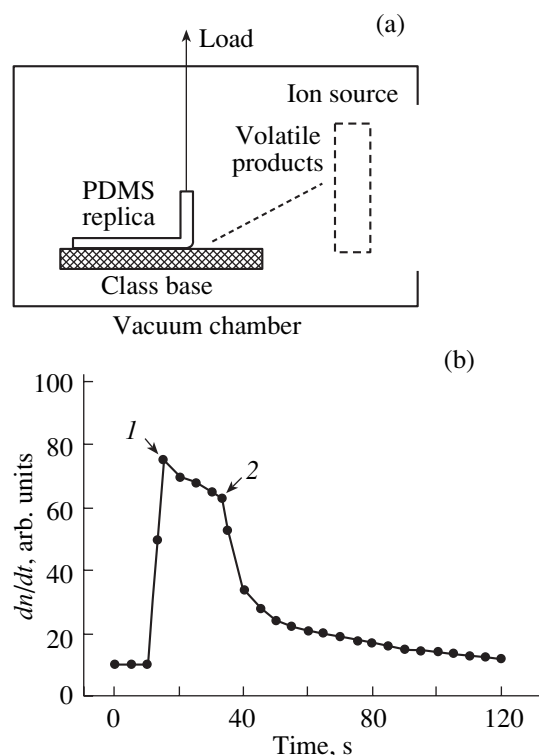 (a)
Load
Ion source
Volatile
products
PDMS
replica
Class base
Vacuum chamber
(b)
100
80
60
40
20
0
dn/dt, arb. units
1
2
0
40
80
120
Time, s